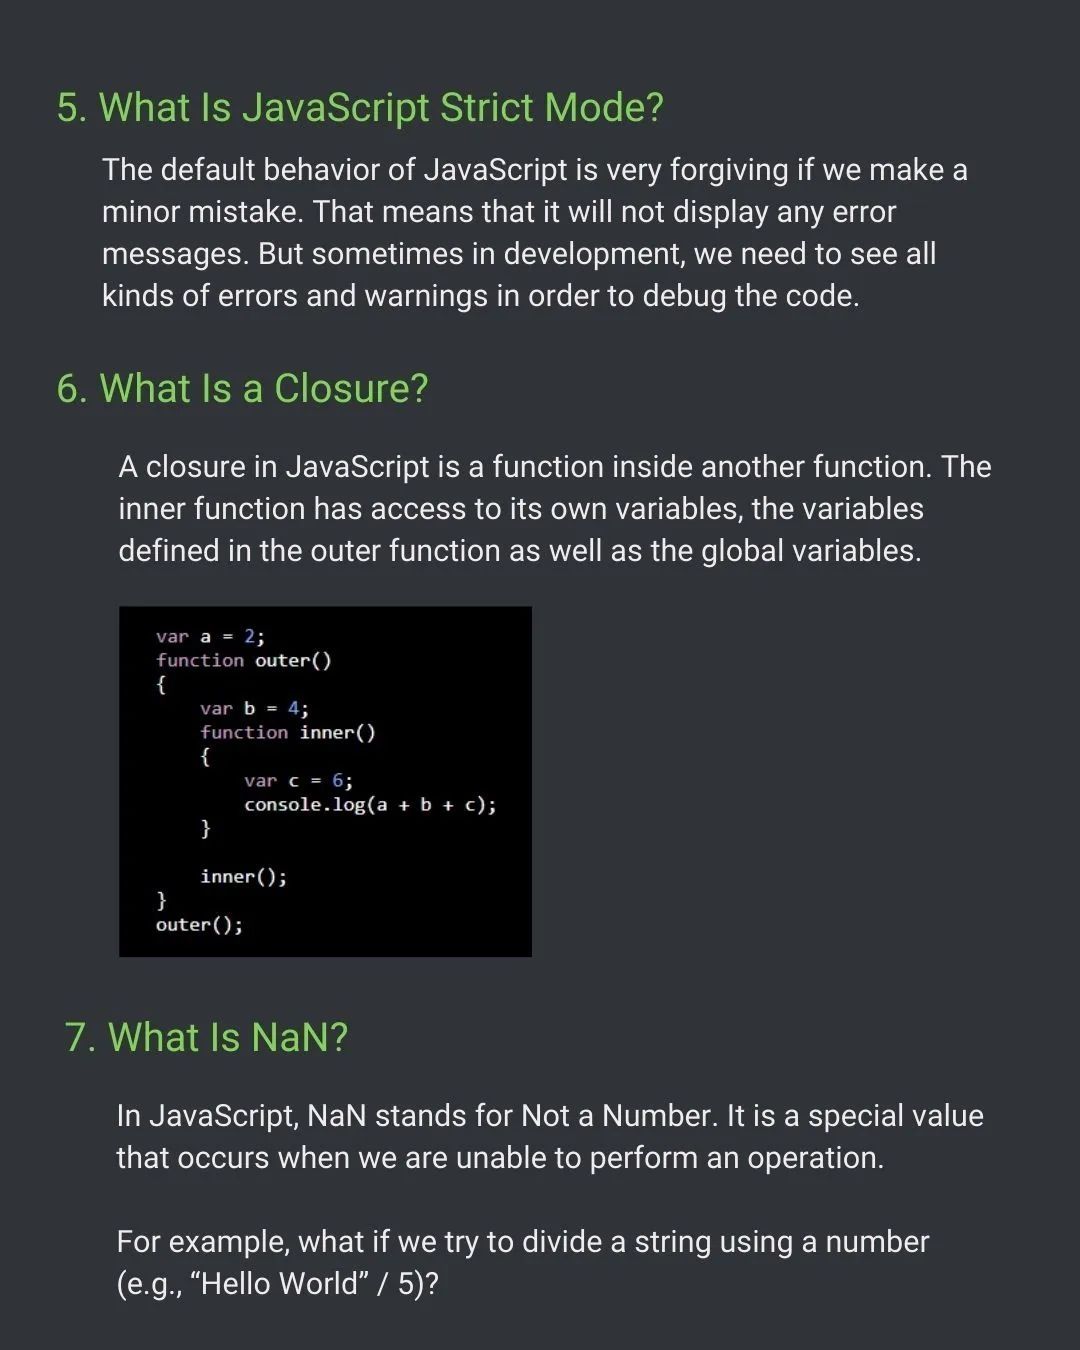 5. What Is JavaScript Strict Mode?
The default behavior of JavaScript is very forgiving if we make a
minor mistake. That means that it will not display any error
messages. But sometimes in development, we need to see all
kinds of errors and warnings in order to debug the code.
6. What Is a Closure?
A closure in JavaScript is a function inside another function. The
inner function has access to its own variables, the variables
defined in the outer function as well as the global variables.
var a = 2;
function outer()
{
    var b = 4;
    function inner()
    {
        var c = 6;
        console.log(a + b + c);
    }
    inner();
}
outer();
7. What Is NaN?
In JavaScript, NaN stands for Not a Number. It is a special value
that occurs when we are unable to perform an operation.
For example, what if we try to divide a string using a number
(e.g., “Hello World” / 5)?